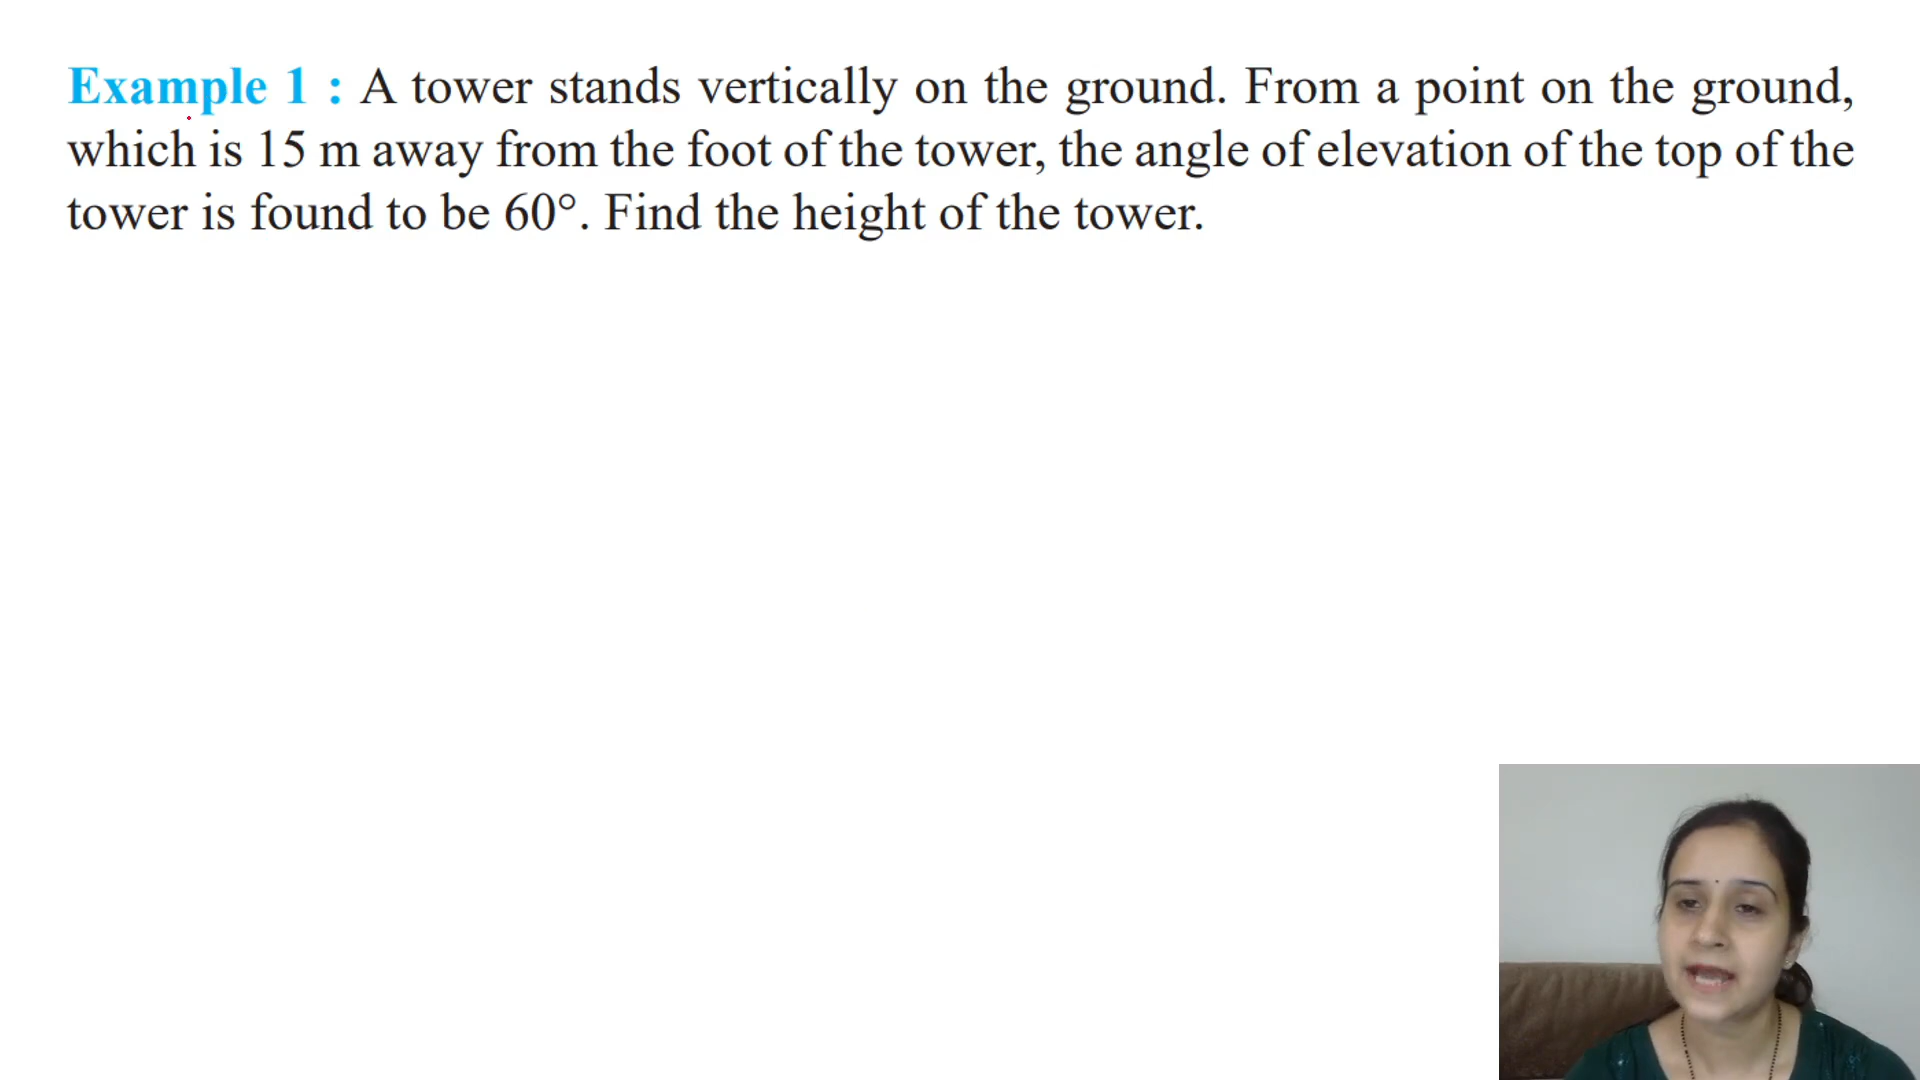 Example 1 : A tower stands vertically on the ground. From a point on the ground,
which is 15 m away from the foot of the tower, the angle of elevation of the top of the
tower is found to be 60°. Find the height of the tower.